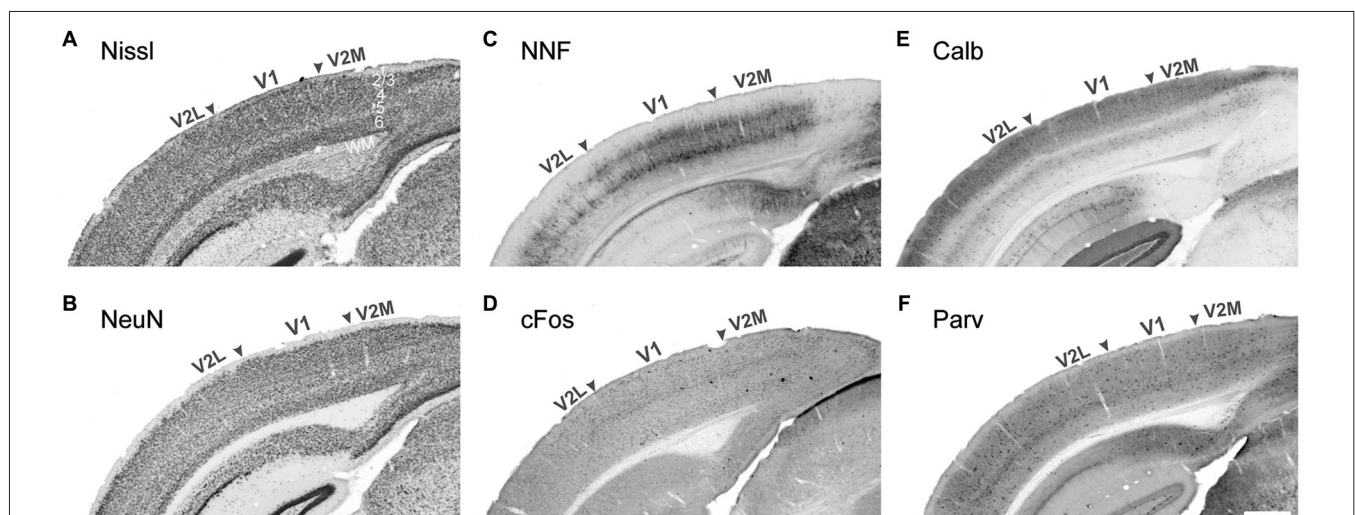 A Nissl
V2L V1 V2M
2/3
4
5
6
WM
C NNF
V2L V1 V2M
E Calb
V2L V1 V2M
B NeuN
V2L V1 V2M
D cFos
V2L V1 V2M
F Parv
V2L V1 V2M